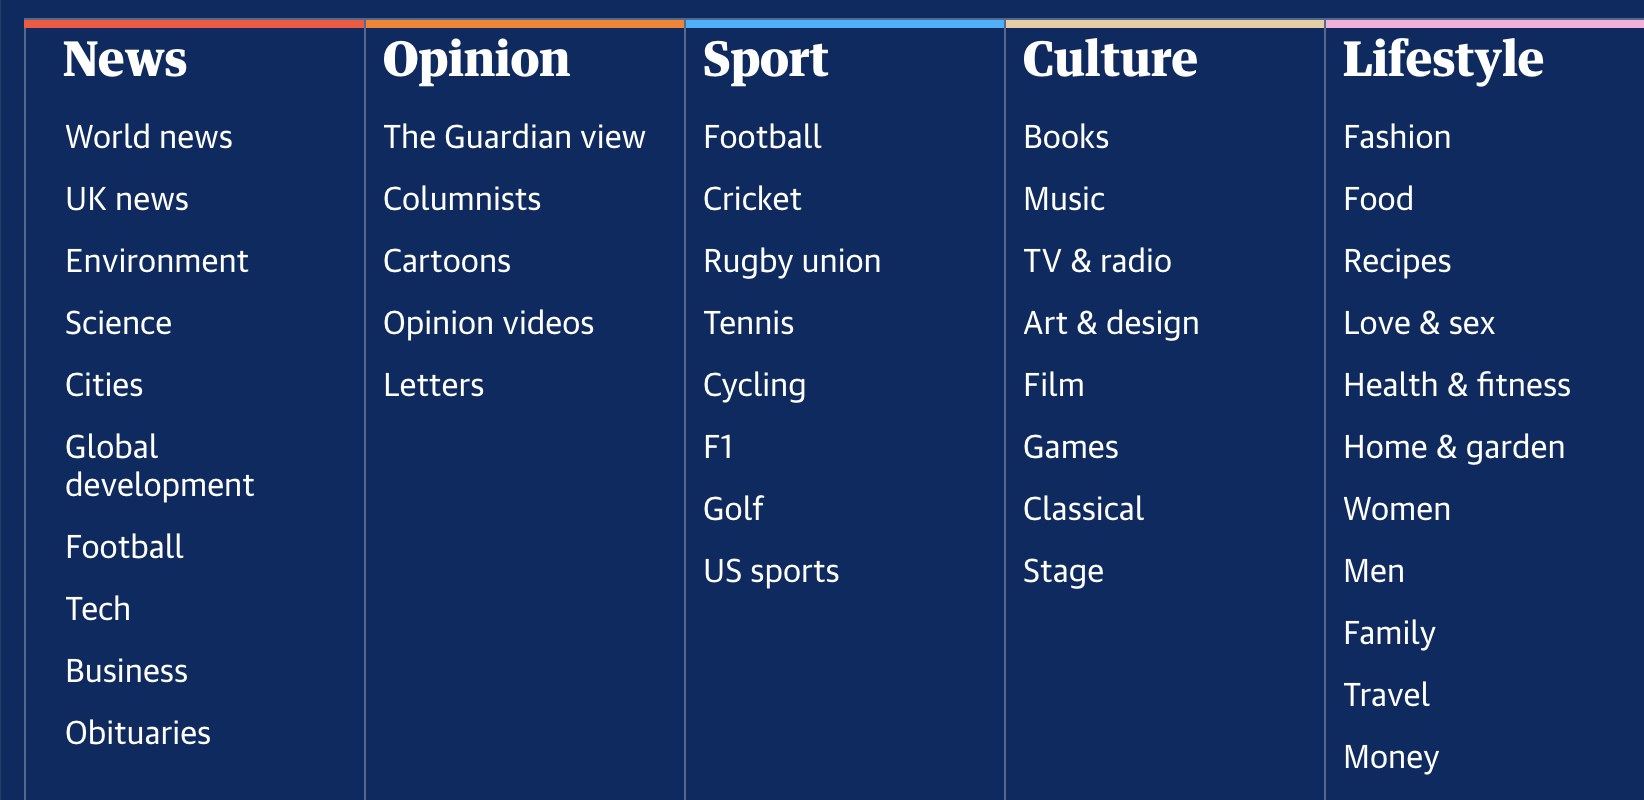 News
World news
UK news
Environment
Science
Cities
Global
development
Football
Tech
Business
Obituaries
Opinion
The Guardian view
Columnists
Cartoons
Opinion videos
Letters
Sport
Football
Cricket
Rugby union
Tennis
Cycling
F1
Golf
US sports
Culture
Books
Music
TV & radio
Art & design
Film
Games
Classical
Stage
Lifestyle
Fashion
Food
Recipes
Love & sex
Health & fitness
Home & garden
Women
Men
Family
Travel
Money